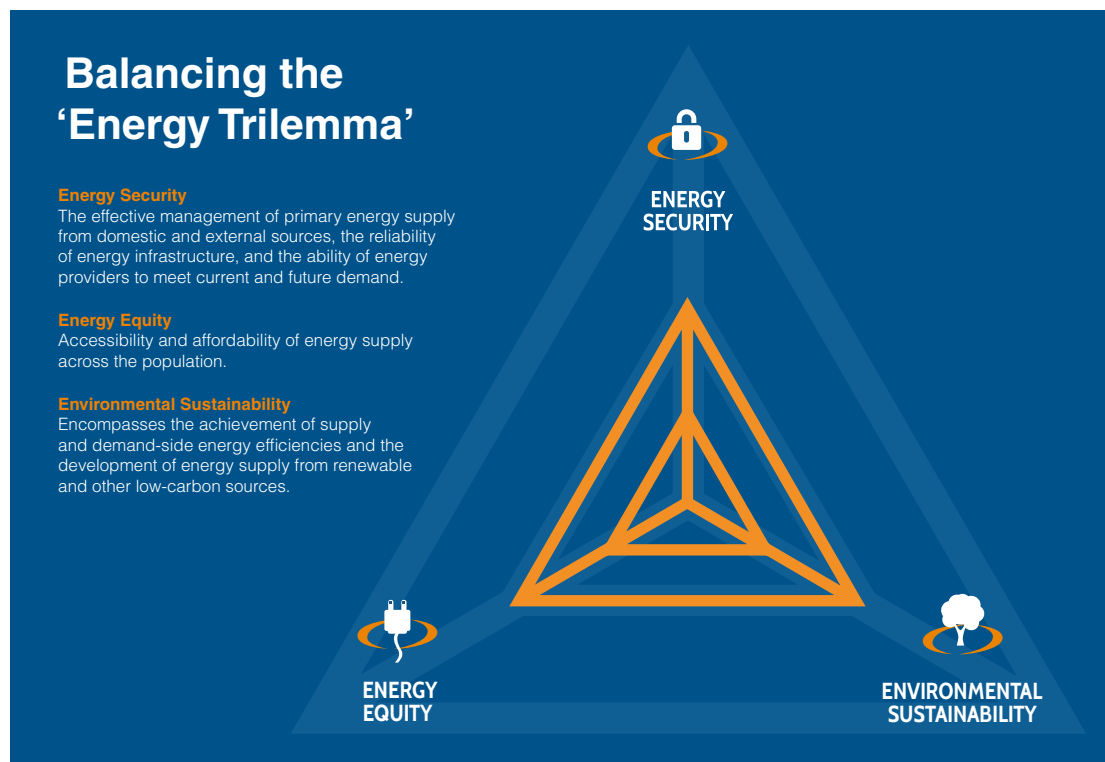 Balancing the
‘Energy Trilemma’
Energy Security
The effective management of primary energy supply
from domestic and external sources, the reliability
of energy infrastructure, and the ability of energy
providers to meet current and future demand.
Energy Equity
Accessibility and affordability of energy supply
across the population.
Environmental Sustainability
Encompasses the achievement of supply
and demand-side energy efficiencies and the
development of energy supply from renewable
and other low-carbon sources.
ENERGY
SECURITY
ENERGY
EQUITY
ENVIRONMENTAL
SUSTAINABILITY